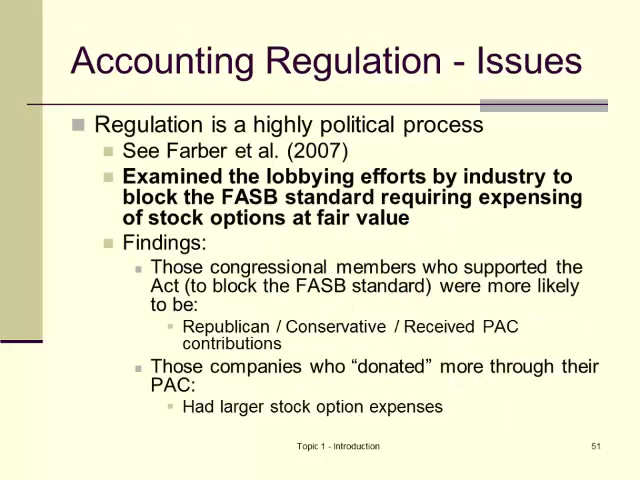 Accounting Regulation - Issues
Regulation is a highly political process
See Farber et al. (2007)
Examined the lobbying efforts by industry to
block the FASB standard requiring expensing
of stock options at fair value
Findings:
Those congressional members who supported the
Act (to block the FASB standard) were more likely
to be:
Republican / Conservative / Received PAC
contributions
Those companies who “donated” more through their
PAC:
Had larger stock option expenses
Topic 1 - Introduction
51